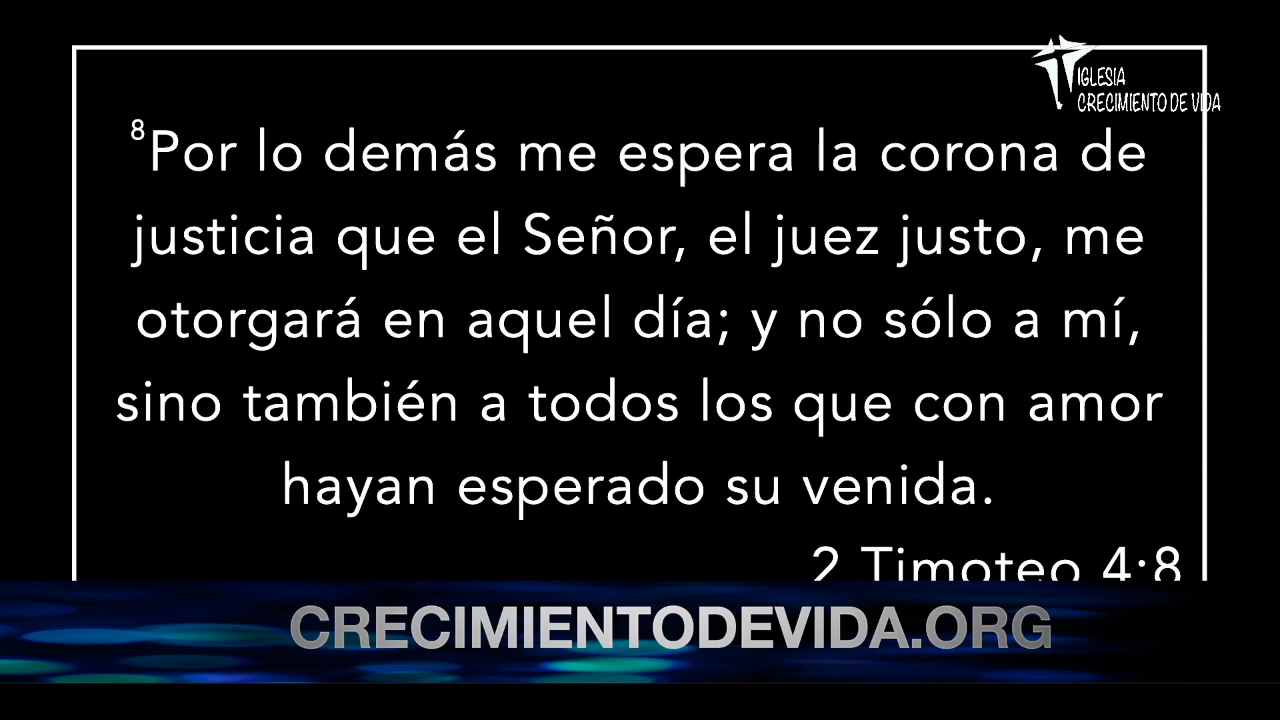 IGLESIA
CRECIMIENTO DE VIDA
8Por lo demás me espera la corona de
justicia que el Señor, el juez justo, me
otorgará en aquel día; y no sólo a mí,
sino también a todos los que con amor
hayan esperado su venida.
2 Timoteo 4:8
CRECIMIENTODEVIDA.ORG